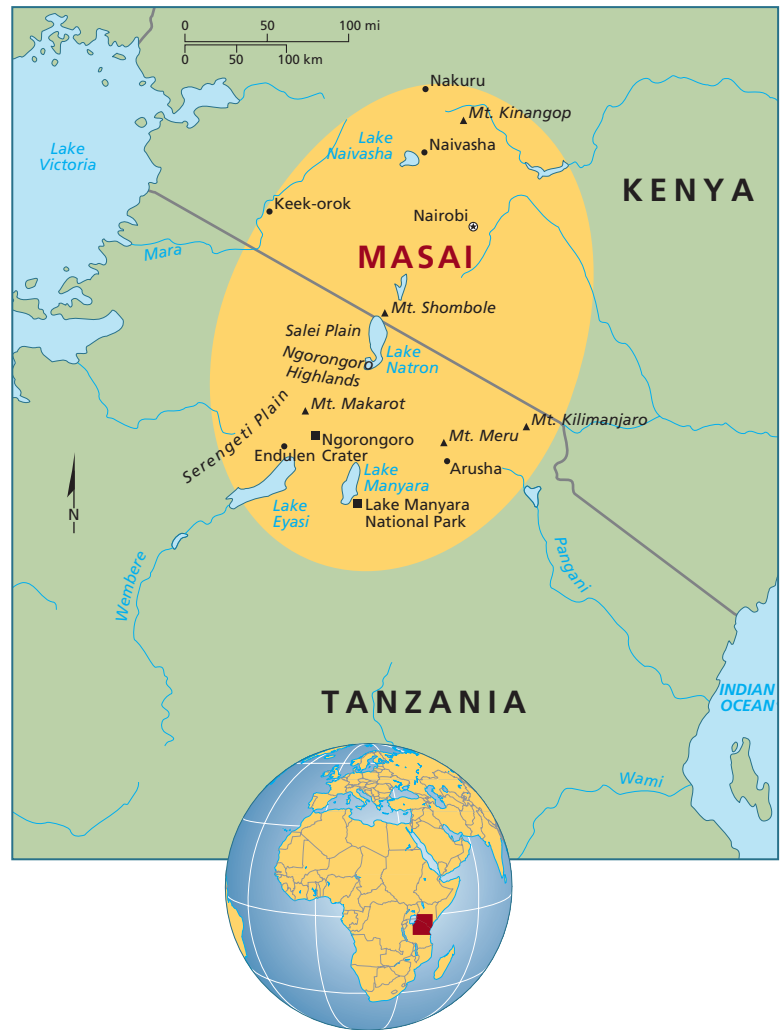 0 50 100 mi
0 50 100 km
Nakuru
Mt. Kinangop
Lake
Victoria
Lake
Naivasha
Naivasha
KENYA
Keek-orok
Nairobi
Mara
MASAI
Mt. Shombole
Salei Plain
Lake
Natron
Ngorongoro
Highlands
Mt. Makarot
Mt. Kilimanjaro
Serengeti Plain
Ngorongoro
Crater
Endulen
Mt. Meru
Arusha
Lake
Manyara
Lake
Eyasi
Lake Manyara
National Park
N
Wembere
Pangani
TANZANIA
INDIAN
OCEAN
Wami